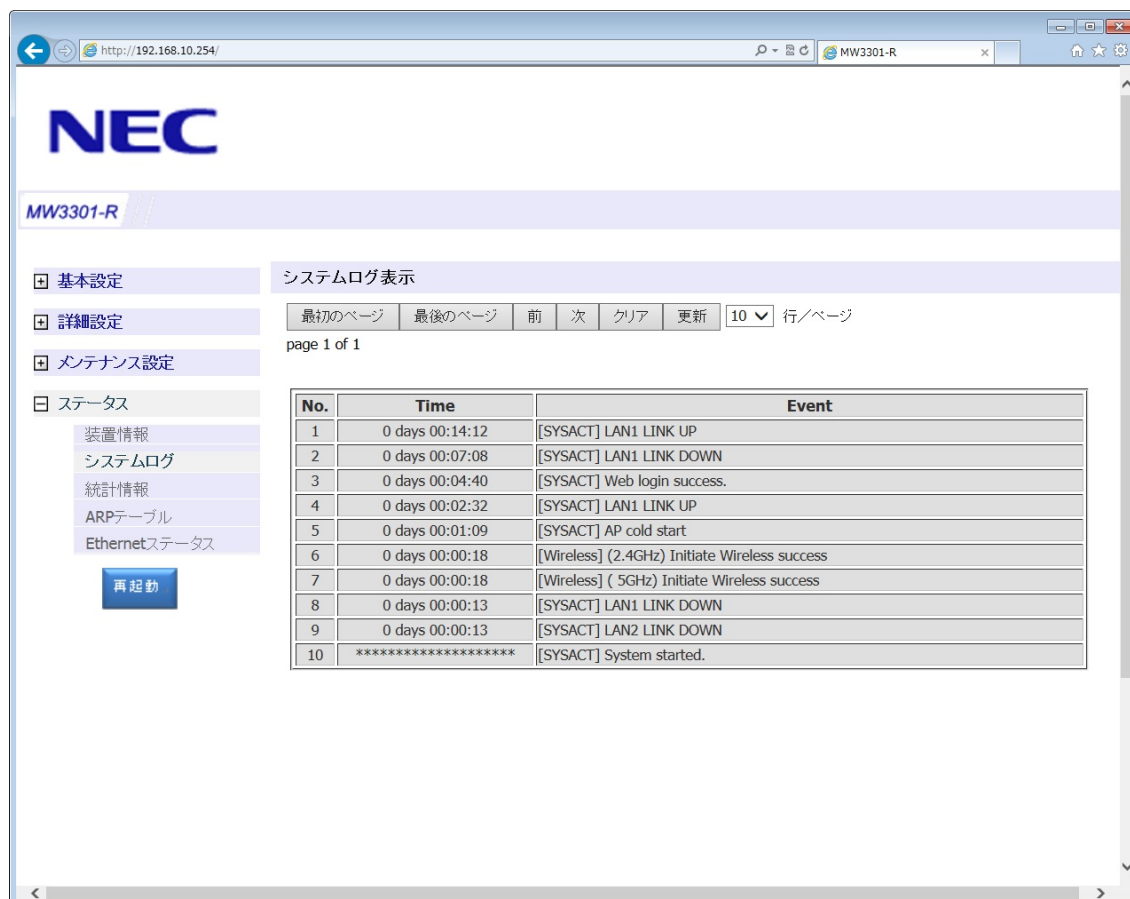 http://192.168.10.254/
MW3301-R
NEC
MW3301-R
基本設定
詳細設定
メンテナンス設定
ステータス
装置情報
システムログ
統計情報
ARPテーブル
Ethernetステータス
再起動
システムログ表示
最初のページ 最後のページ 前 次 クリア 更新 10 行/ページ
page 1 of 1
No. Time Event
1 0 days 00:14:12 [SYSACT] LAN1 LINK UP
2 0 days 00:07:08 [SYSACT] LAN1 LINK DOWN
3 0 days 00:04:40 [SYSACT] Web login success.
4 0 days 00:02:32 [SYSACT] LAN1 LINK UP
5 0 days 00:01:09 [SYSACT] AP cold start
6 0 days 00:00:18 [Wireless] (2.4GHz) Initiate Wireless success
7 0 days 00:00:18 [Wireless] ( 5GHz) Initiate Wireless success
8 0 days 00:00:13 [SYSACT] LAN1 LINK DOWN
9 0 days 00:00:13 [SYSACT] LAN2 LINK DOWN
10 ******************** [SYSACT] System started.